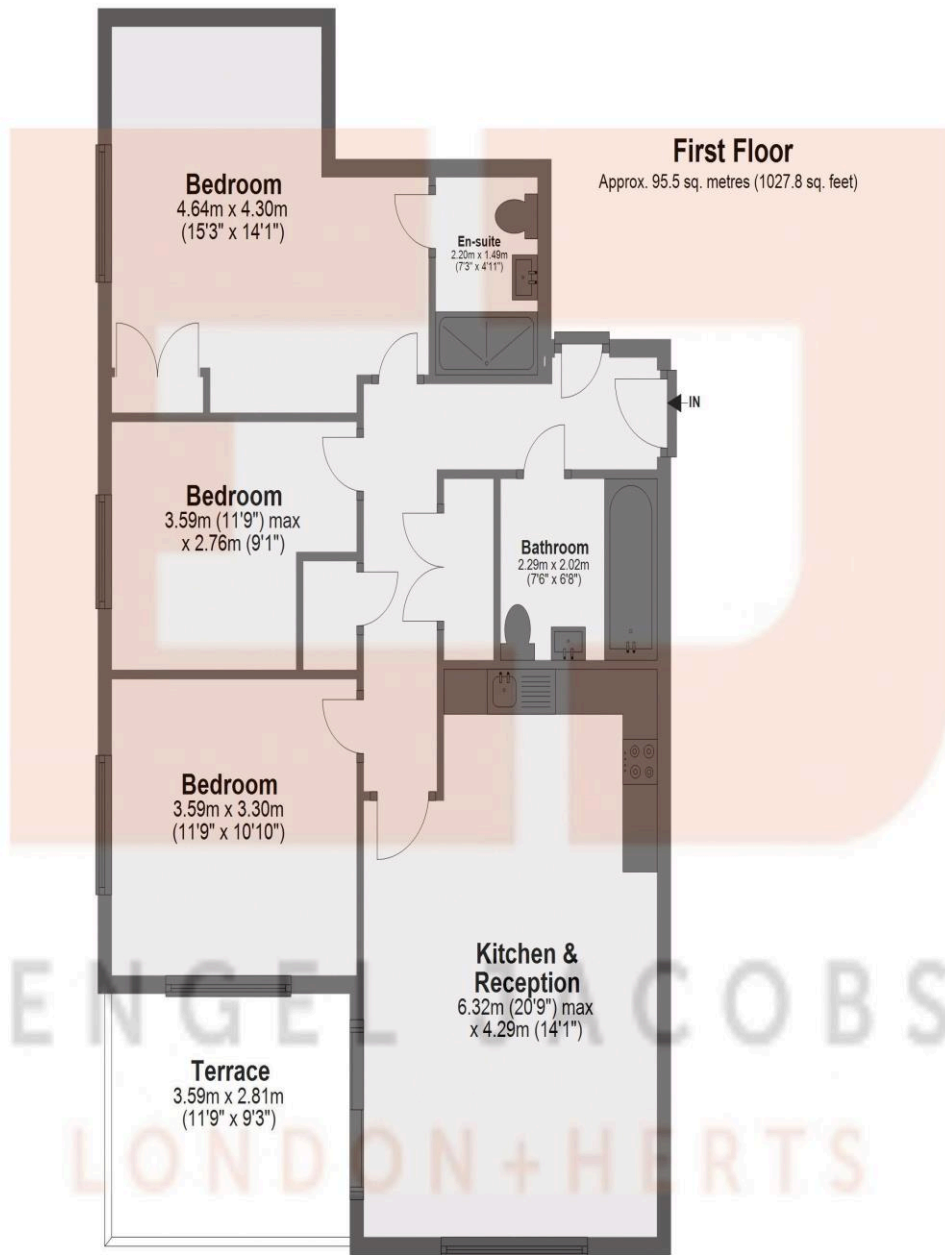 First Floor
Approx. 95.5 sq. metres (1027.8 sq. feet)
Bedroom
4.64m x 4.30m
(15'3" x 14'1")
En-suite
2.20m x 1.49m
(7'3" x 4'11")
IN
Bedroom
3.59m (11'9") max
x 2.76m (9'1")
Bathroom
2.29m x 2.02m
(7'6" x 6'8")
Bedroom
3.59m x 3.30m
(11'9" x 10'10")
Kitchen &
Reception
6.32m (20'9") max
x 4.29m (14'1")
ENGEL JACOBS
Terrace
3.59m x 2.81m
(11'9" x 9'3")
LONDON+HERTS